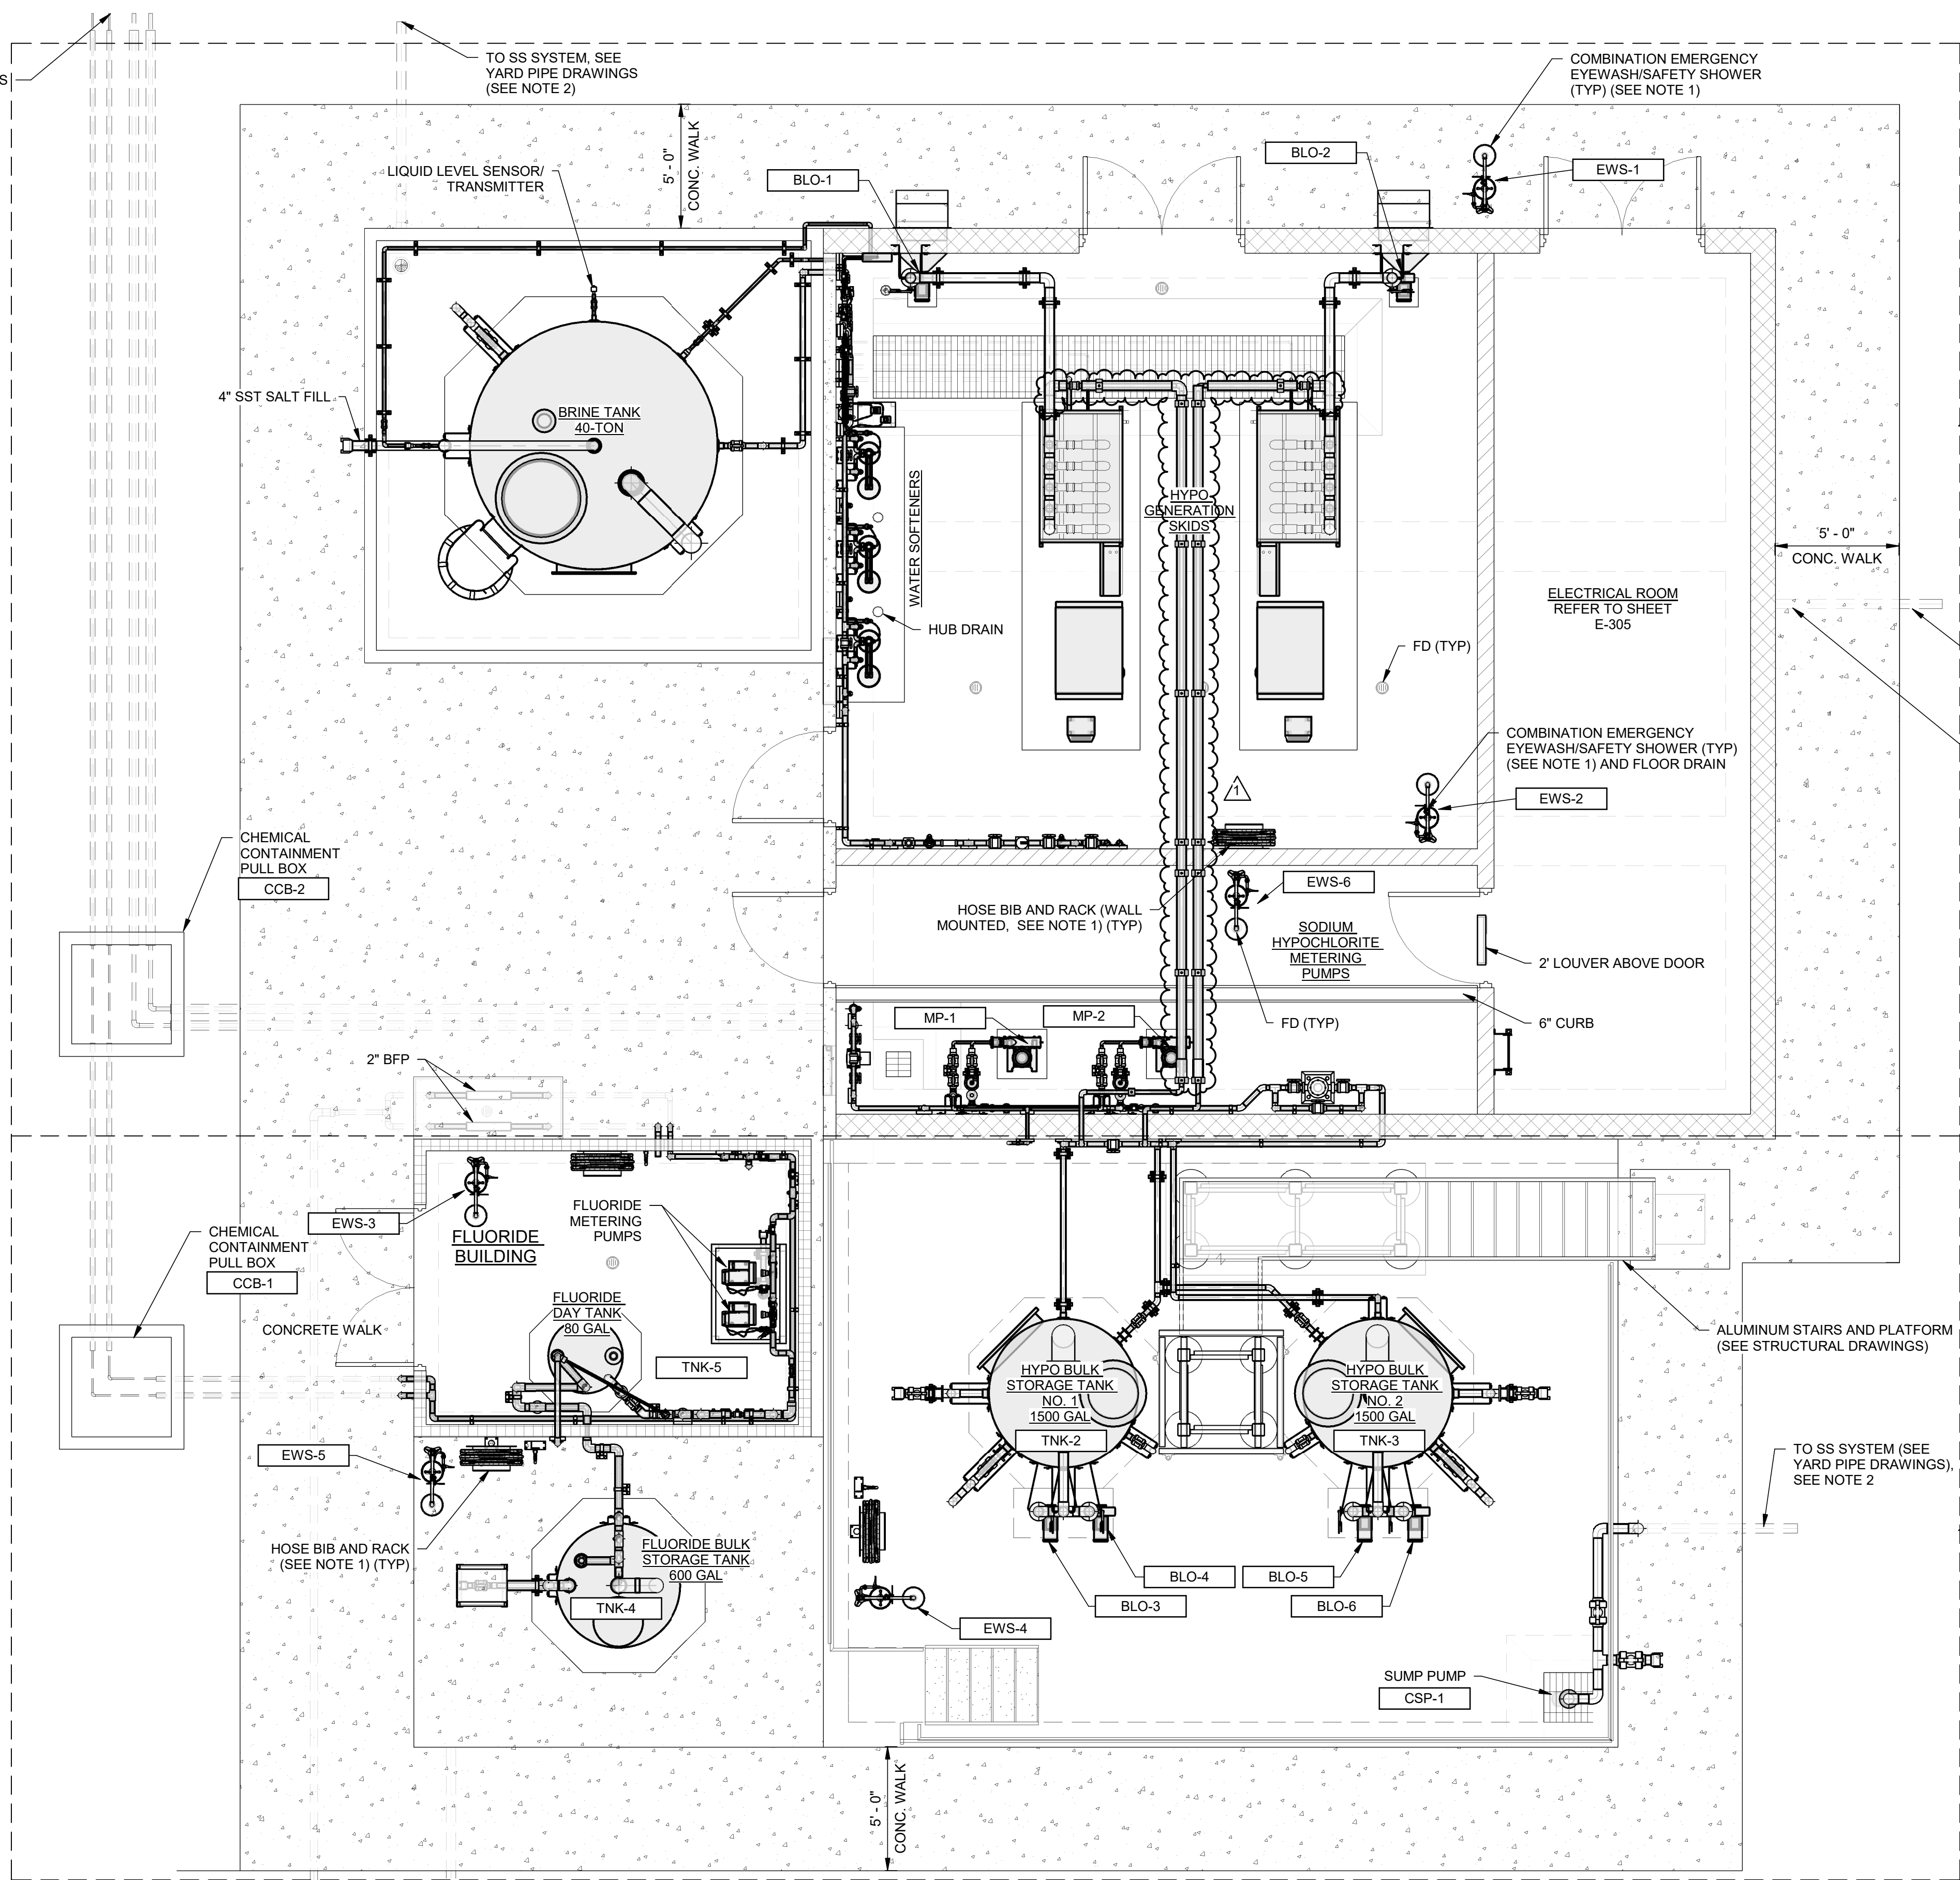 S
TO SS SYSTEM, SEE
YARD PIPE DRAWINGS
(SEE NOTE 2)
COMBINATION EMERGENCY
EYEWASH/SAFETY SHOWER
(TYP) (SEE NOTE 1)
EWS-1
BLO-2
BLO-1
5' - 0"
CONC. WALK
LIQUID LEVEL SENSOR/
TRANSMITTER
4" SST SALT FILL
BRINE TANK
40-TON
WATER SOFTENERS
HUB DRAIN
HYPO
GENERATION
SKIDS
FD (TYP)
ELECTRICAL ROOM
REFER TO SHEET
E-305
5' - 0"
CONC. WALK
COMBINATION EMERGENCY
EYEWASH/SAFETY SHOWER (TYP)
(SEE NOTE 1) AND FLOOR DRAIN
EWS-2
1
CHEMICAL
CONTAINMENT
PULL BOX
CCB-2
HOSE BIB AND RACK (WALL
MOUNTED, SEE NOTE 1) (TYP)
EWS-6
SODIUM
HYPOCHLORITE
METERING
PUMPS
2' LOUVER ABOVE DOOR
6" CURB
FD (TYP)
MP-1
MP-2
2" BFP
EWS-3
FLUORIDE
BUILDING
FLUORIDE
METERING
PUMPS
CHEMICAL
CONTAINMENT
PULL BOX
CCB-1
CONCRETE WALK
FLUORIDE
DAY TANK
80 GAL
TNK-5
ALUMINUM STAIRS AND PLATFORM
(SEE STRUCTURAL DRAWINGS)
HYPO BULK
STORAGE TANK
NO. 1
1500 GAL
TNK-2
HYPO BULK
STORAGE TANK
NO. 2
1500 GAL
TNK-3
EWS-5
HOSE BIB AND RACK
(SEE NOTE 1) (TYP)
FLUORIDE BULK
STORAGE TANK
600 GAL
TNK-4
TO SS SYSTEM (SEE
YARD PIPE DRAWINGS),
SEE NOTE 2
BLO-4
BLO-5
BLO-3
BLO-6
EWS-4
SUMP PUMP
CSP-1
5' - 0"
CONC. WALK